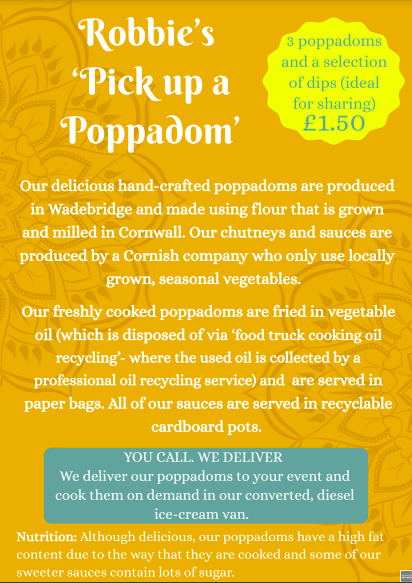 Robbie's
'Pick up a
Poppadom'
3 poppadoms
and a selection
of dips (ideal
for sharing)
£1.50
Our delicious hand-crafted poppadoms are produced
in Wadebridge and made using flour that is grown
and milled in Cornwall. Our chutneys and sauces are
produced by a Cornish company who only use locally
grown, seasonal vegetables.
Our freshly cooked poppadoms are fried in vegetable
oil (which is disposed of via 'food truck cooking oil
recycling'- where the used oil is collected by a
professional oil recycling service) and  are served in
paper bags. All of our sauces are served in recyclable
cardboard pots.
YOU CALL. WE DELIVER
We deliver our poppadoms to your event and
cook them on demand in our converted, diesel
ice-cream van.
Nutrition: Although delicious, our poppadoms have a high fat
content due to the way that they are cooked and some of our
sweeter sauces contain lots of sugar.